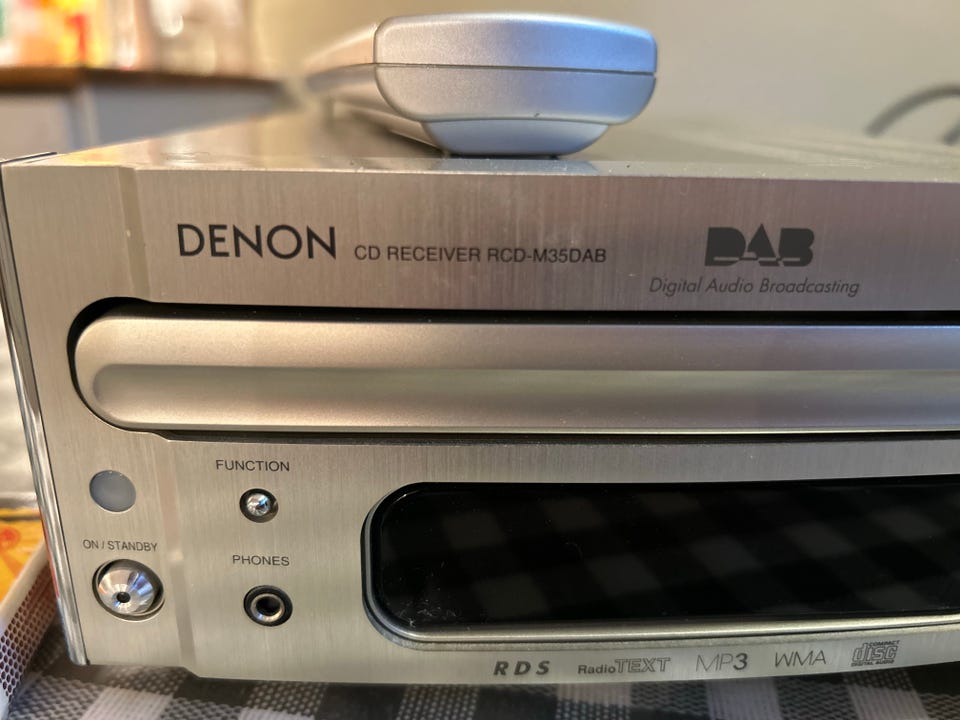 DENON CD RECEIVER RCD-M35DAB
DAB
Digital Audio Broadcasting
FUNCTION
ON / STANDBY
PHONES
RDS RadioTEXT MP3 WMA COMPACT disc DIGITAL AUDIO